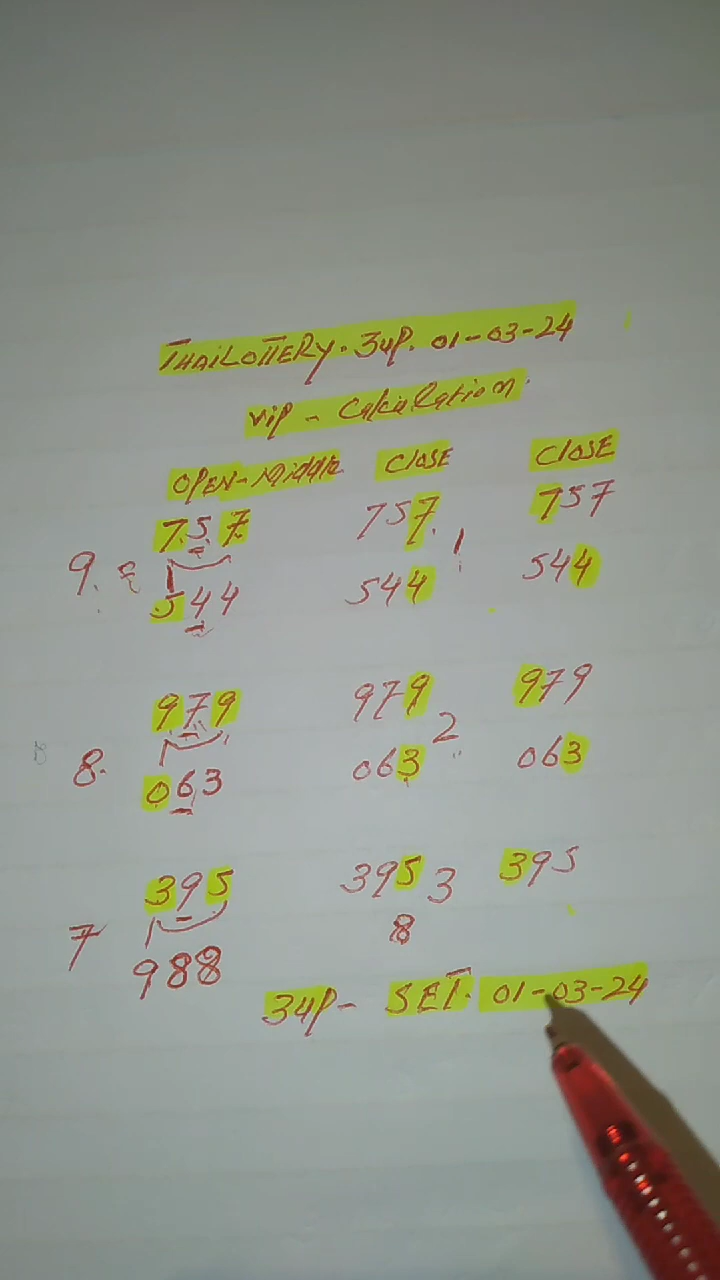 THAILOTTERY. 3UP. 01-03-24
VIP - Calculation.
OPEN-Middle CLOSE CLOSE
757 757 757
9. 1
544 544 544
979 979 979
8. 2
063 063 063
395 395 3 395
7 8
988
3UP- SET. 01-03-24